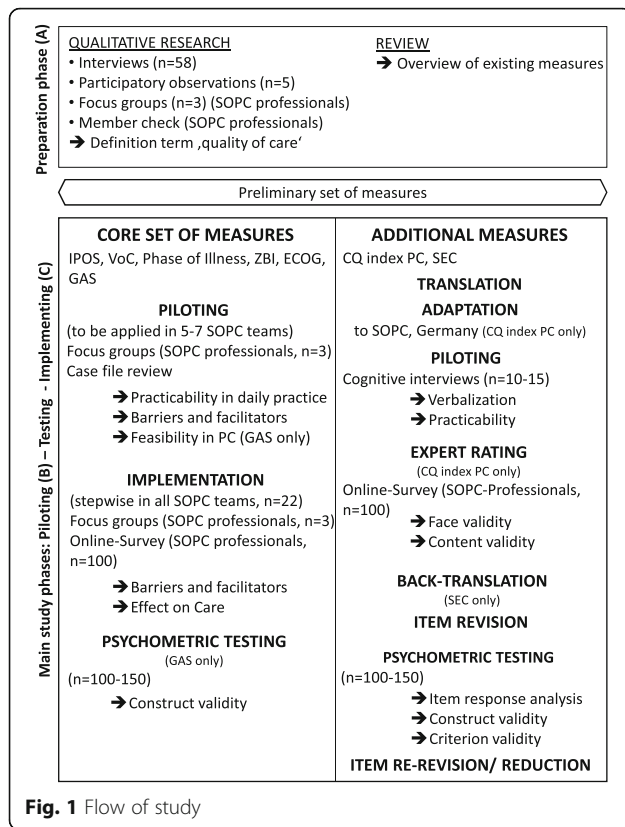 Preparation phase (A)
QUALITATIVE RESEARCH
• Interviews (n=58)
• Participatory observations (n=5)
• Focus groups (n=3) (SOPC professionals)
• Member check (SOPC professionals)
➔ Definition term ‚quality of care‘
REVIEW
➔ Overview of existing measures
Preliminary set of measures
Main study phases: Piloting (B) – Testing - Implementing (C)
CORE SET OF MEASURES
IPOS, VoC, Phase of Illness, ZBI, ECOG,
GAS
PILOTING
(to be applied in 5-7 SOPC teams)
Focus groups (SOPC professionals, n=3)
Case file review
➔ Practicability in daily practice
➔ Barriers and facilitators
➔ Feasibility in PC (GAS only)
IMPLEMENTATION
(stepwise in all SOPC teams, n=22)
Focus groups (SOPC professionals, n=3)
Online-Survey (SOPC professionals,
n=100)
➔ Barriers and facilitators
➔ Effect on Care
PSYCHOMETRIC TESTING
(GAS only)
(n=100-150)
➔ Construct validity
ADDITIONAL MEASURES
CQ index PC, SEC
TRANSLATION
ADAPTATION
to SOPC, Germany (CQ index PC only)
PILOTING
Cognitive interviews (n=10-15)
➔ Verbalization
➔ Practicability
EXPERT RATING
(CQ index PC only)
Online-Survey (SOPC-Professionals,
n=100)
➔ Face validity
➔ Content validity
BACK-TRANSLATION
(SEC only)
ITEM REVISION
PSYCHOMETRIC TESTING
(n=100-150)
➔ Item response analysis
➔ Construct validity
➔ Criterion validity
ITEM RE-REVISION/ REDUCTION
Fig. 1 Flow of study